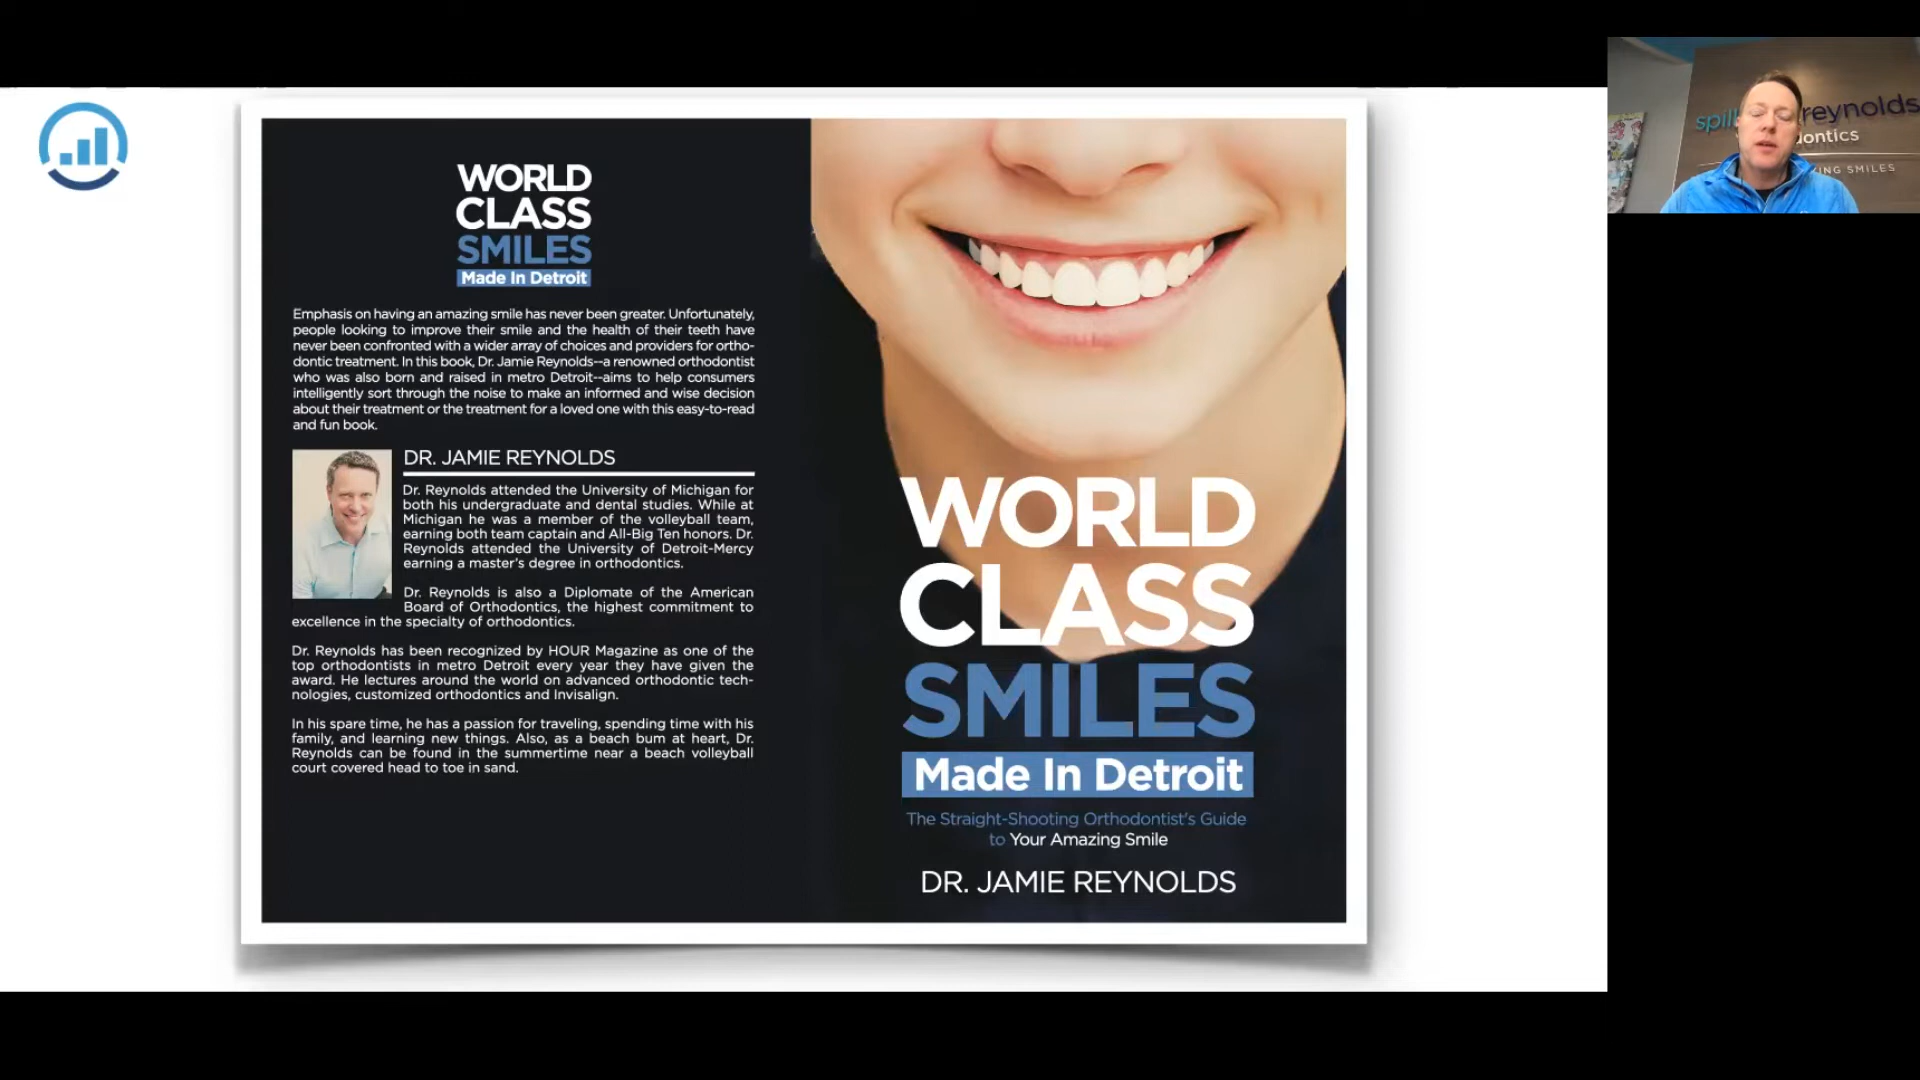 WORLD
CLASS
SMILES
Made In Detroit
Emphasis on having an amazing smile has never been greater. Unfortunately,
people looking to improve their smile and the health of their teeth have
never been confronted with a wider array of choices and providers for ortho-
dontic treatment. In this book, Dr. Jamie Reynolds--a renowned orthodontist
who was also born and raised in metro Detroit--aims to help consumers
intelligently sort through the noise to make an informed and wise decision
about their treatment or the treatment for a loved one with this easy-to-read
and fun book.
DR. JAMIE REYNOLDS
Dr. Reynolds attended the University of Michigan for
both his undergraduate and dental studies. While at
Michigan he was a member of the volleyball team,
earning both team captain and All-Big Ten honors. Dr.
Reynolds attended the University of Detroit-Mercy
earning a master's degree in orthodontics.
Dr. Reynolds is also a Diplomate of the American
Board of Orthodontics, the highest commitment to
excellence in the specialty of orthodontics.
Dr. Reynolds has been recognized by HOUR Magazine as one of the
top orthodontists in metro Detroit every year they have given the
award. He lectures around the world on advanced orthodontic tech-
nologies, customized orthodontics and Invisalign.
In his spare time, he has a passion for traveling, spending time with his
family, and learning new things. Also, as a beach bum at heart, Dr.
Reynolds can be found in the summertime near a beach volleyball
court covered head to toe in sand.
WORLD
CLASS
SMILES
Made In Detroit
The Straight-Shooting Orthodontist's Guide
to Your Amazing Smile
DR. JAMIE REYNOLDS
spill reynolds
dontics
ING SMILES